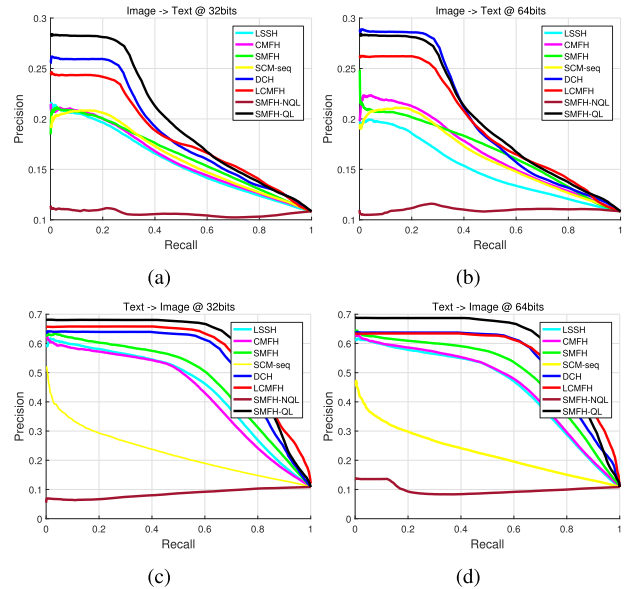 Image -> Text @ 32bits
0.3
0.25
0.2
0.15
0.1
Precision
0 0.2 0.4 0.6 0.8 1
Recall
LSSH
CMFH
SMFH
SCM-seq
DCH
LCMFH
SMFH-NQL
SMFH-QL
(a)
Image -> Text @ 64bits
0.3
0.25
0.2
0.15
0.1
Precision
0 0.2 0.4 0.6 0.8 1
Recall
LSSH
CMFH
SMFH
SCM-seq
DCH
LCMFH
SMFH-NQL
SMFH-QL
(b)
Text -> Image @ 32bits
0.7
0.6
0.5
0.4
0.3
0.2
0.1
0
Precision
0 0.2 0.4 0.6 0.8 1
Recall
LSSH
CMFH
SMFH
SCM-seq
DCH
LCMFH
SMFH-NQL
SMFH-QL
(c)
Text -> Image @ 64bits
0.7
0.6
0.5
0.4
0.3
0.2
0.1
0
Precision
0 0.2 0.4 0.6 0.8 1
Recall
LSSH
CMFH
SMFH
SCM-seq
DCH
LCMFH
SMFH-NQL
SMFH-QL
(d)